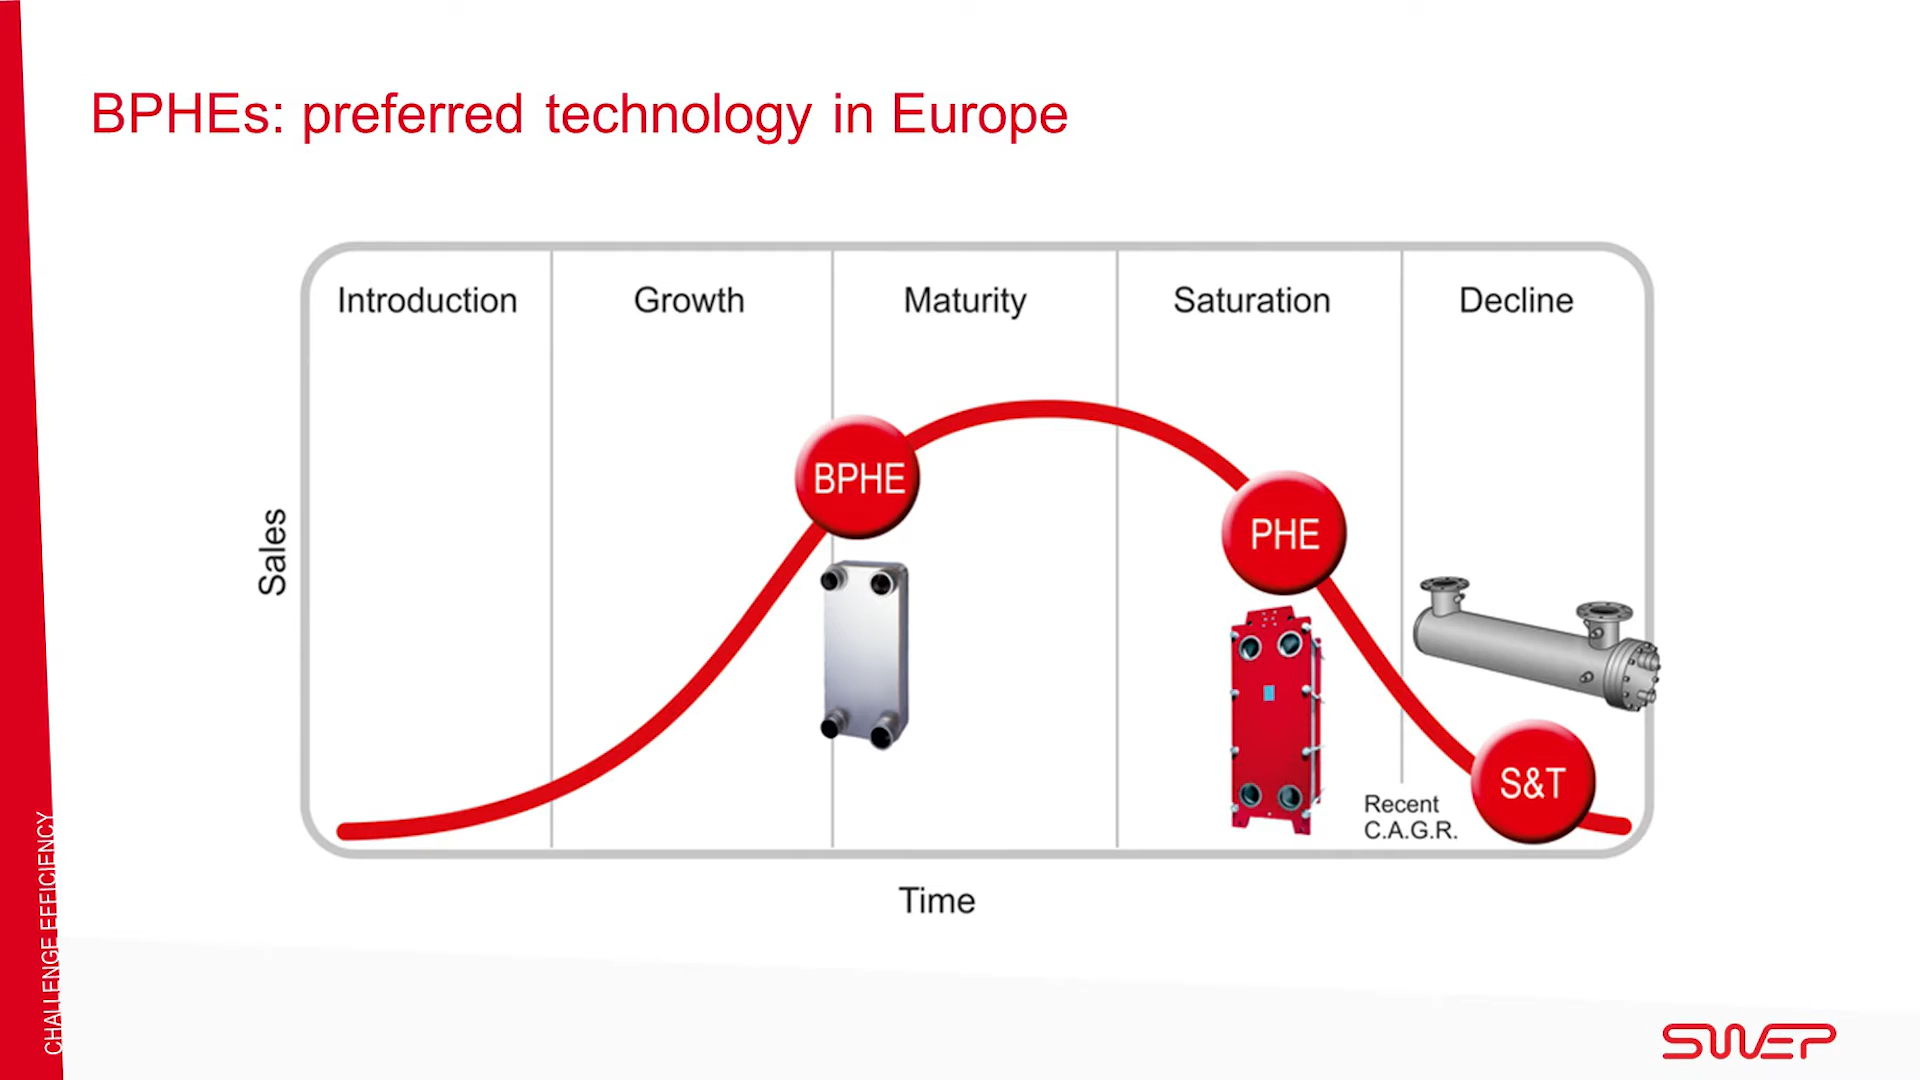 BPHEs: preferred technology in Europe
Introduction
Growth
Maturity
Saturation
Decline
BPHE
PHE
S&T
Sales
Recent
C.A.G.R.
Time
CHALLENGE EFFICIENCY
SWEP